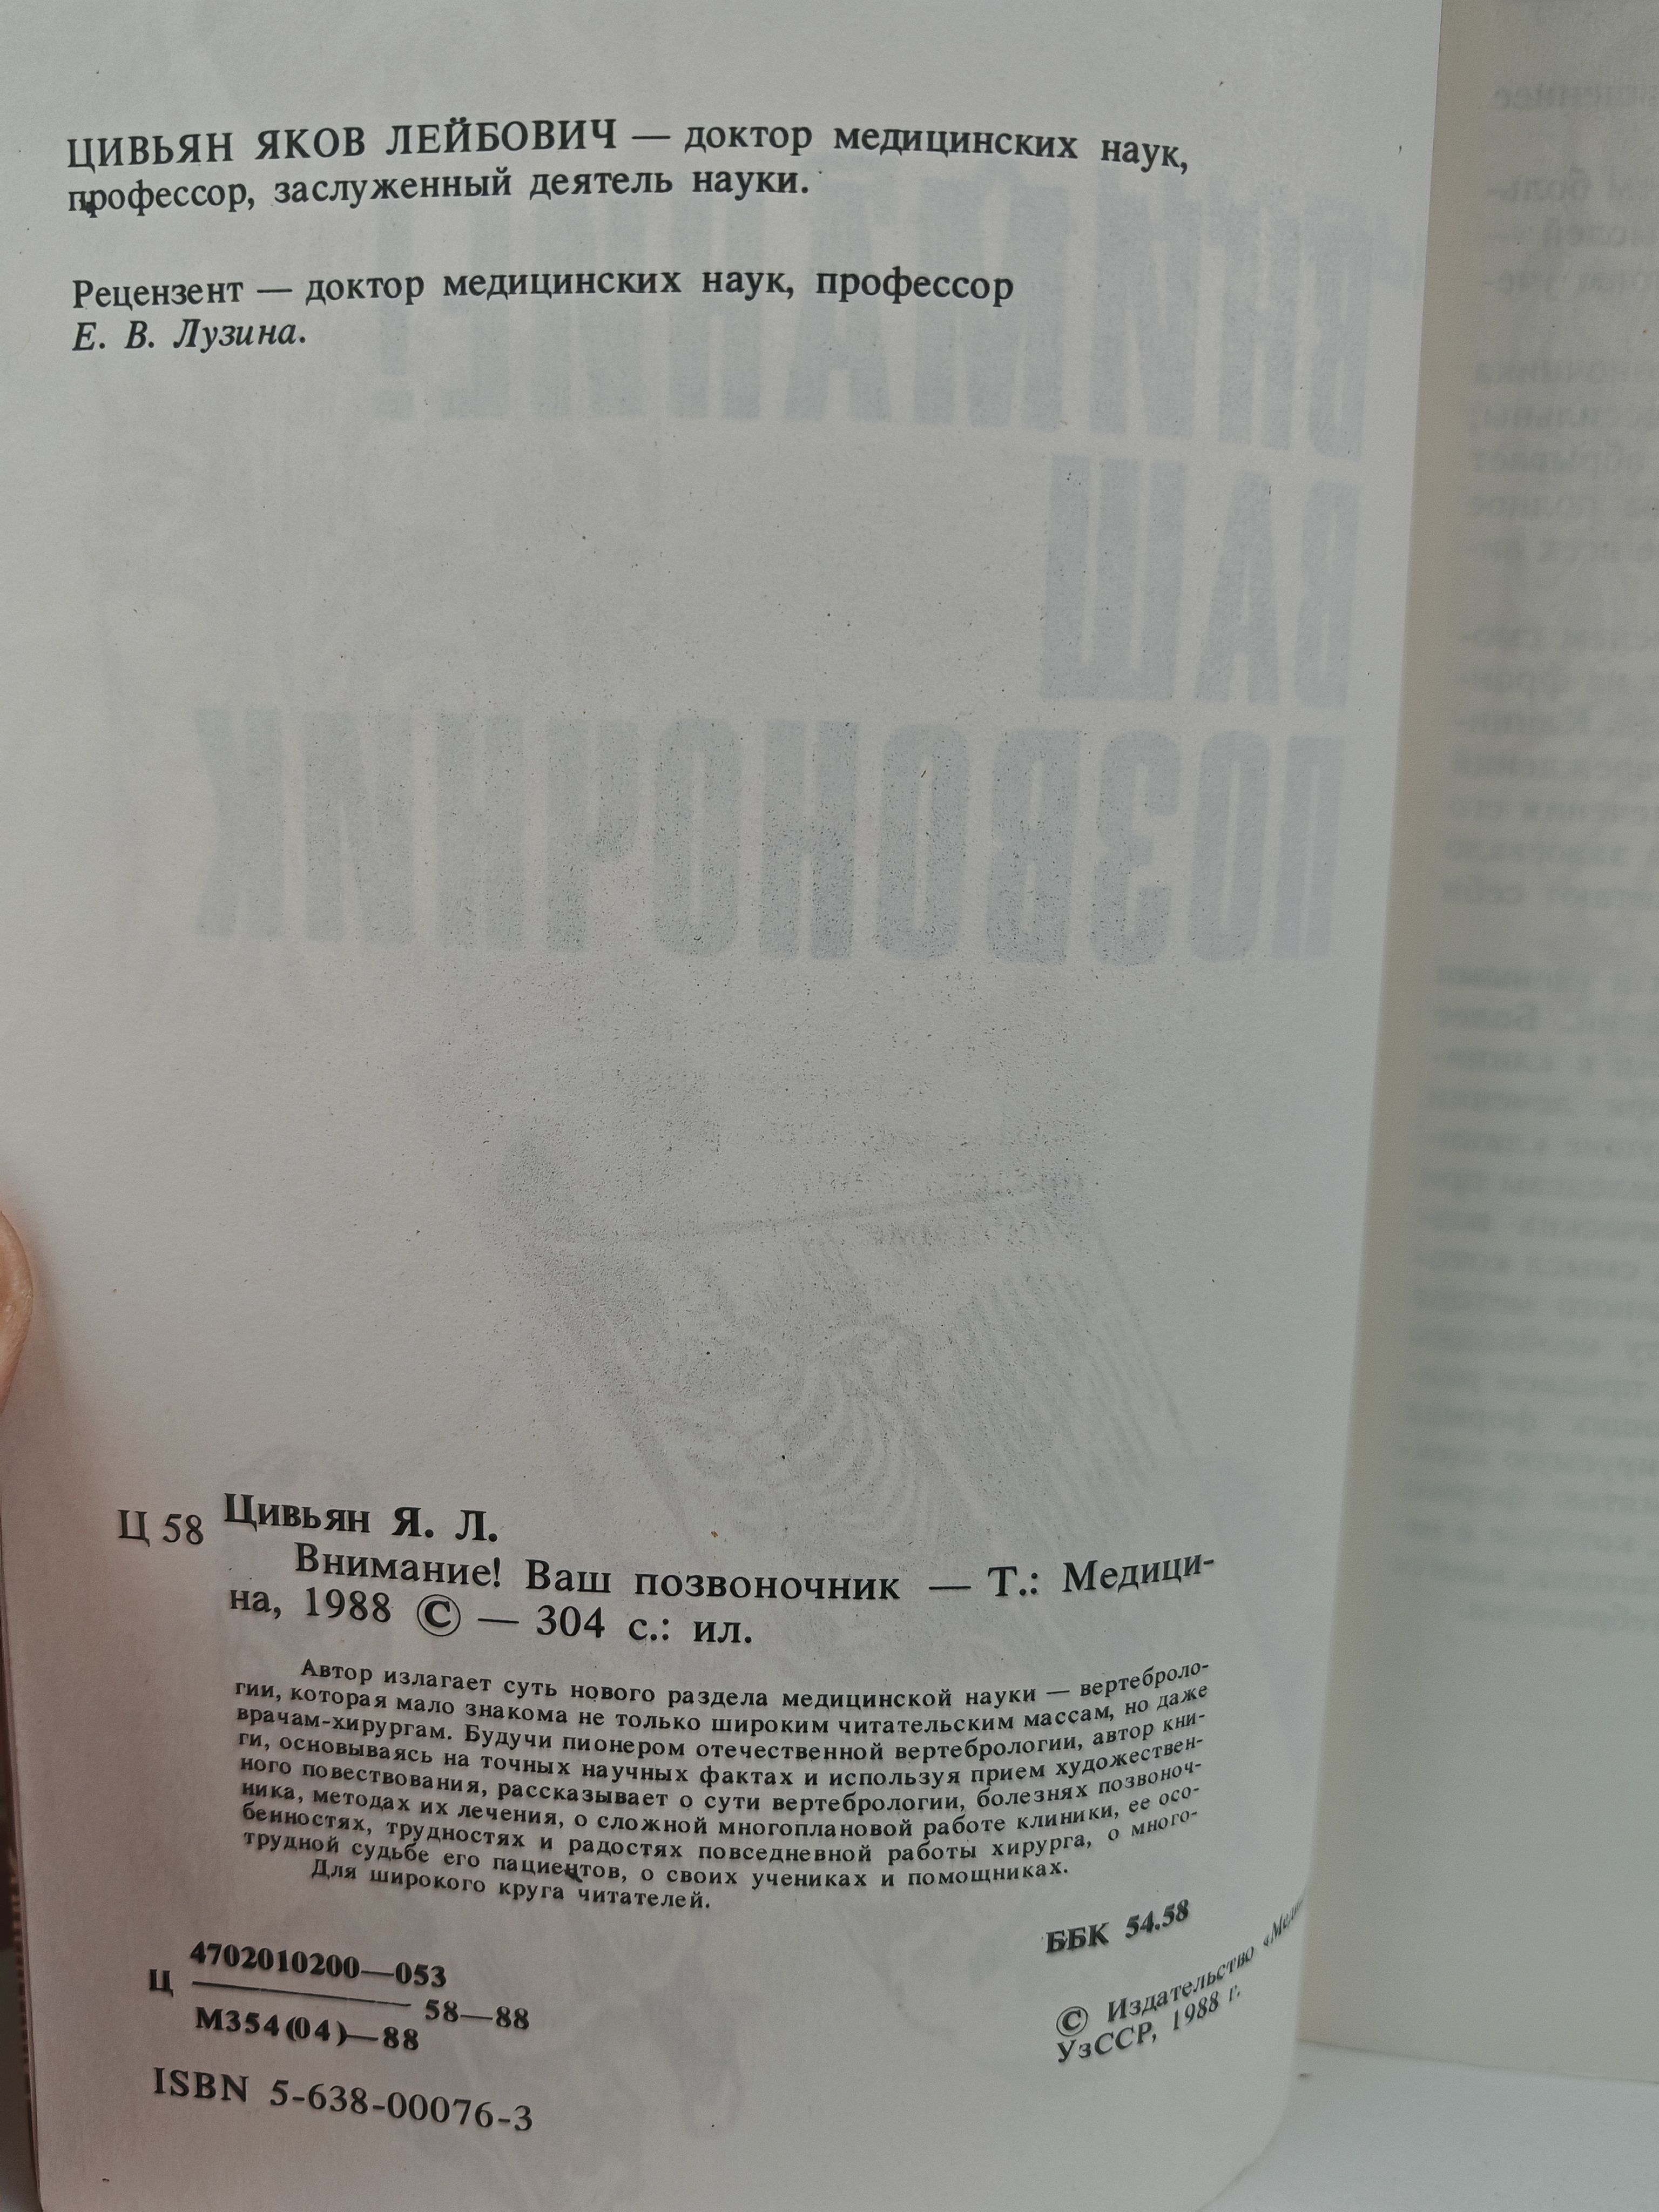 ЦИВЬЯН ЯКОВ ЛЕЙБОВИЧ — доктор медицинских наук,
профессор, заслуженный деятель науки.
Рецензент — доктор медицинских наук, профессор
Е. В. Лузина.
ВНИМАНИЕ!
ВАШ
ПОЗВОНОЧНИК
Ц 58 Цивьян Я. Л.
Внимание! Ваш позвоночник — Т.: Медици-
на, 1988 © — 304 с.: ил.
Автор излагает суть нового раздела медицинской науки — вертеброло-
гии, которая мало знакома не только широким читательским массам, но даже
врачам-хирургам. Будучи пионером отечественной вертебрологии, автор кни-
ги, основываясь на точных научных фактах и используя прием художествен-
ного повествования, рассказывает о сути вертебрологии, болезнях позвоноч-
ника, методах их лечения, о сложной многоплановой работе клиники, ее осо-
бенностях, трудностях и радостях повседневной работы хирурга, о много-
трудной судьбе его пациентов, о своих учениках и помощниках.
Для широкого круга читателей.
Ц 4702010200—053
М354(04)—88 58—88
ББК 54.58
© Издательство
УзССР, 1988 г.
ISBN 5-638-00076-3